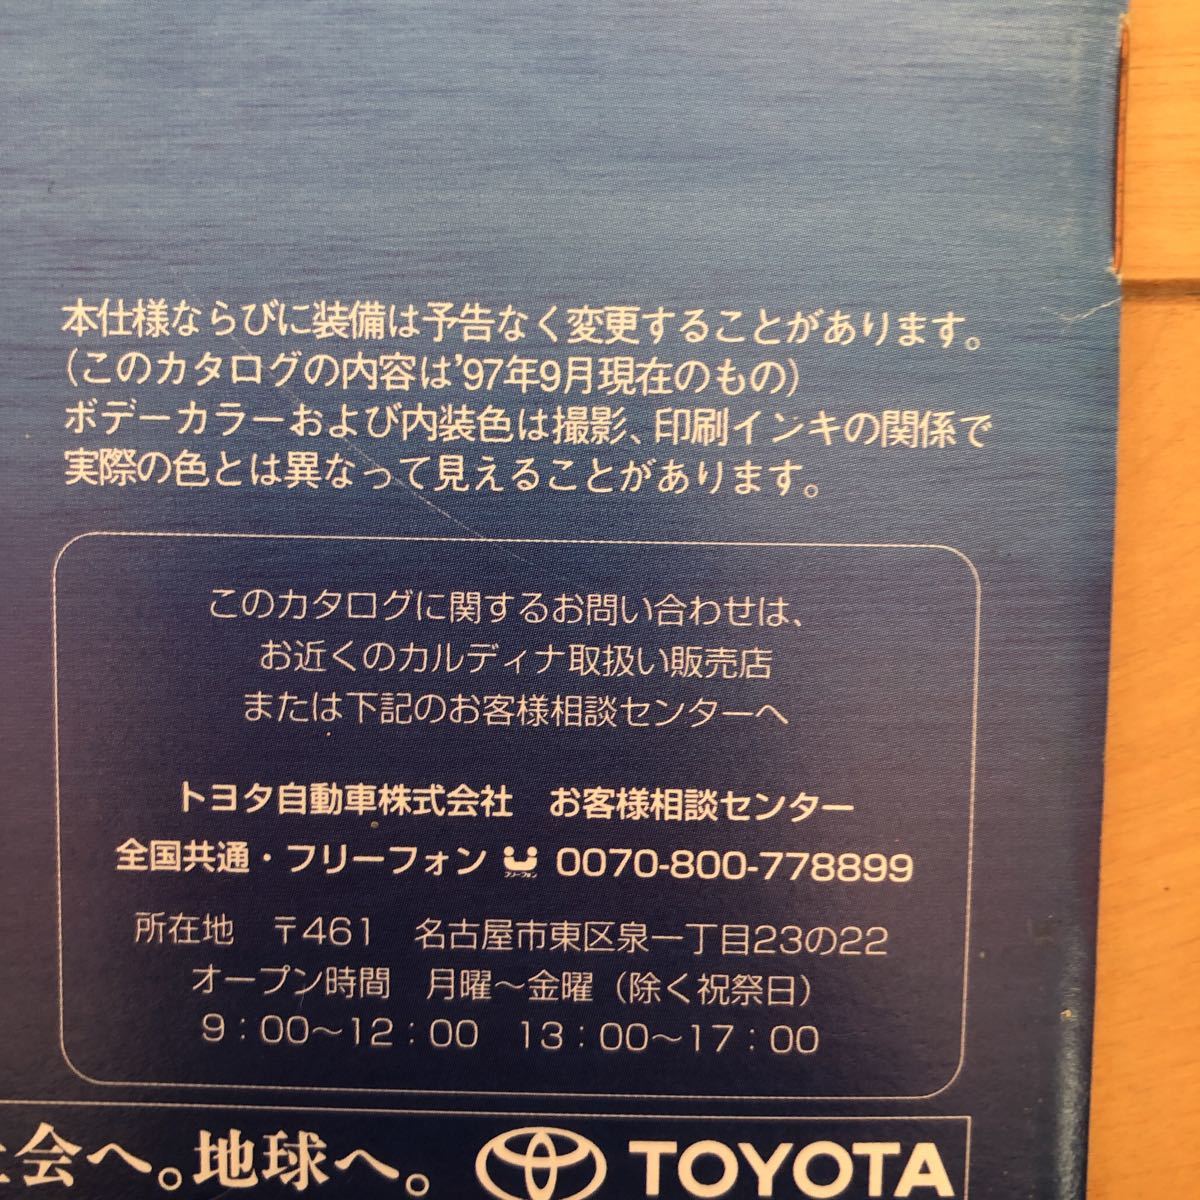 本仕様ならびに装備は予告なく変更することがあります。
(このカタログの内容は'97年9月現在のもの)
ボデーカラーおよび内装色は撮影、印刷インキの関係で
実際の色とは異なって見えることがあります。
このカタログに関するお問い合わせは、
お近くのカルディナ取扱い販売店
または下記のお客様相談センターへ
トヨタ自動車株式会社　お客様相談センター
全国共通・フリーフォン フリーフォン 0070-800-778899
所在地　〒461　名古屋市東区泉一丁目23の22
オープン時間　月曜〜金曜（除く祝祭日）
9：00〜12：00　13：00〜17：00
会へ。地球へ。 TOYOTA